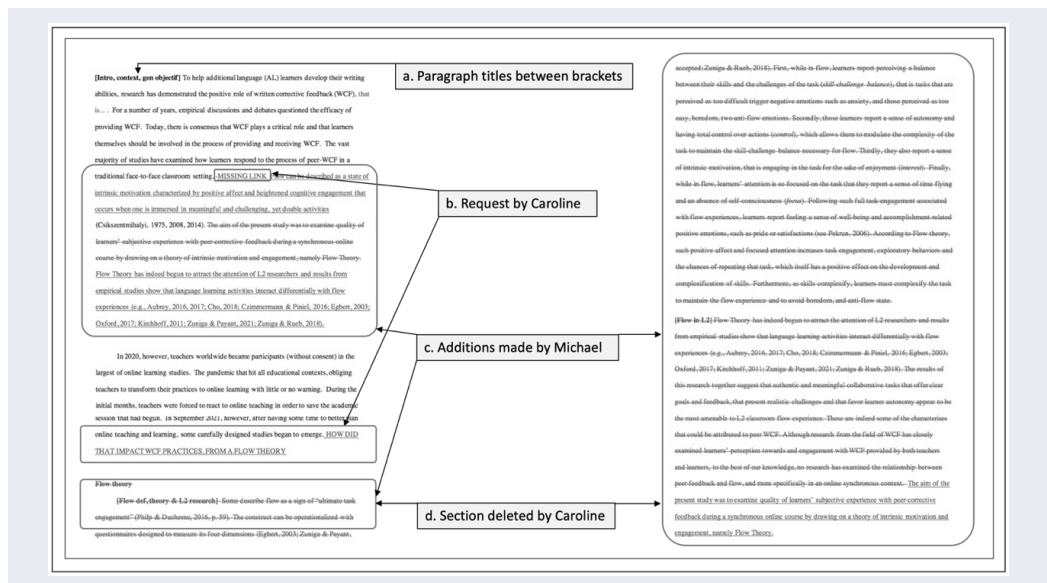 [Intro, context, gen objectif] To help additional language (AL) learners develop their writing
abilities, research has demonstrated the positive role of written corrective feedback (WCF), that
is... . For a number of years, empirical discussions and debates questioned the efficacy of
providing WCF. Today, there is consensus that WCF plays a critical role and that learners
themselves should be involved in the process of providing and receiving WCF. The vast
majority of studies have examined how learners respond to the process of peer-WCF in a
traditional face-to-face classroom setting. MISSING LINK Flow can be described as a state of
intrinsic motivation characterized by positive affect and heightened cognitive engagement that
occurs when one is immersed in meaningful and challenging, yet doable activities
(Csikszentmihalyi, 1975, 2008, 2014). The aim of the present study was to examine quality of
learners' subjective experience with peer-corrective feedback during a synchronous online
course by drawing on a theory of intrinsic motivation and engagement, namely Flow Theory.
Flow Theory has indeed begun to attract the attention of L2 researchers and results from
empirical studies show that language learning activities interact differentially with flow
experiences (e.g., Aubrey, 2016, 2017; Cho, 2018; Czimmermann & Piniel, 2016; Egbert, 2003;
Oxford, 2017; Kirchhoff, 2011; Zuniga & Payant, 2021; Zuniga & Rueb, 2018).
In 2020, however, teachers worldwide became participants (without consent) in the
largest of online learning studies. The pandemic that hit all educational contexts, obliging
teachers to transform their practices to online learning with little or no warning. During the
initial months, teachers were forced to react to online teaching in order to save the academic
session that had begun. In September 2021, however, after having some time to better plan
online teaching and learning, some carefully designed studies began to emerge. HOW DID
THAT IMPACT WCF PRACTICES, FROM A FLOW THEORY
Flow theory
[Flow def, theory & L2 research] Some describe flow as a sign of "ultimate task
engagement" (Philp & Duchesne, 2016, p. 59). The construct can be operationalized with
questionnaires designed to measure its four dimensions (Egbert, 2003; Zuniga & Payant,
a. Paragraph titles between brackets
b. Request by Caroline
c. Additions made by Michael
d. Section deleted by Caroline
accepted; Zuniga & Rueb, 2018). First, while in flow, learners report perceiving a balance
between their skills and the challenges of the task (skill-challenge balance), that is tasks that are
perceived as too difficult trigger negative emotions such as anxiety, and those perceived as too
easy, boredom, two anti-flow emotions. Secondly, those learners report a sense of autonomy and
having total control over actions (control), which allows them to modulate the complexity of the
task to maintain the skill-challenge balance necessary for flow. Thirdly, they also report a sense
of intrinsic motivation, that is engaging in the task for the sake of enjoyment (interest). Finally,
while in flow, learners' attention is so focused on the task that they report a sense of time flying
and an absence of self-consciousness (focus). Following such full task-engagement associated
with flow experiences, learners report feeling a sense of well-being and accomplishment-related
positive emotions, such as pride or satisfactions (see Pekrun, 2006). According to Flow theory,
such positive affect and focused attention increases task engagement, exploratory behaviors and
the chances of repeating that task, which itself has a positive effect on the development and
complexification of skills. Furthermore, as skills complexify, learners must complexify the task
to maintain the flow experience and to avoid boredom, and anti-flow state.
[Flow in L2] Flow Theory has indeed begun to attract the attention of L2 researchers and results
from empirical studies show that language learning activities interact differentially with flow
experiences (e.g., Aubrey, 2016, 2017; Cho, 2018; Czimmermann & Piniel, 2016; Egbert, 2003;
Oxford, 2017; Kirchhoff, 2011; Zuniga & Payant, 2021; Zuniga & Rueb, 2018). The results of
this research together suggest that authentic and meaningful collaborative tasks that offer clear
goals and feedback, that present realistic challenges and that favor learner autonomy appear to be
the most amenable to L2 classroom flow experience. These are indeed some of the characterises
that could be attributed to peer WCF. Although research from the field of WCF has closely
examined learners' perception towards and engagement with WCF provided by both teachers
and learners, to the best of our knowledge, no research has examined the relationship between
peer-feedback and flow, and more specifically in an online synchronous context. The aim of the
present study was to examine quality of learners' subjective experience with peer-corrective
feedback during a synchronous online course by drawing on a theory of intrinsic motivation and
engagement, namely Flow Theory.